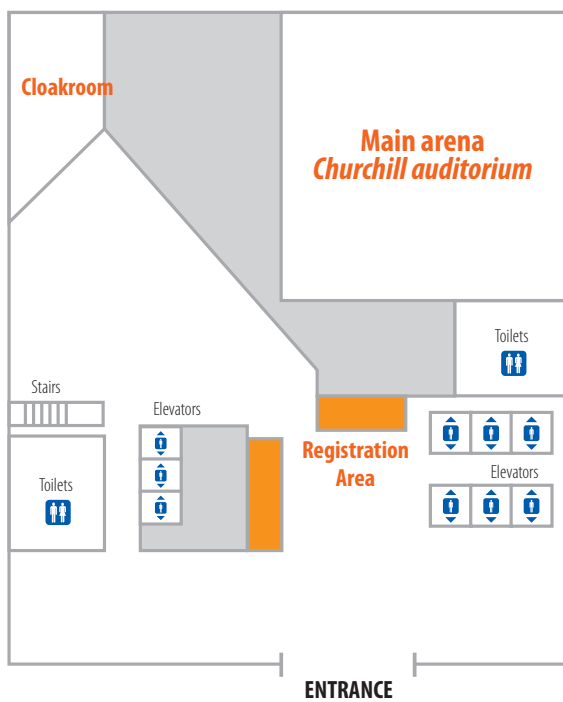 Cloakroom
Main arena
Churchill auditorium
Toilets
Stairs
Elevators
Registration
Area
Elevators
Toilets
ENTRANCE